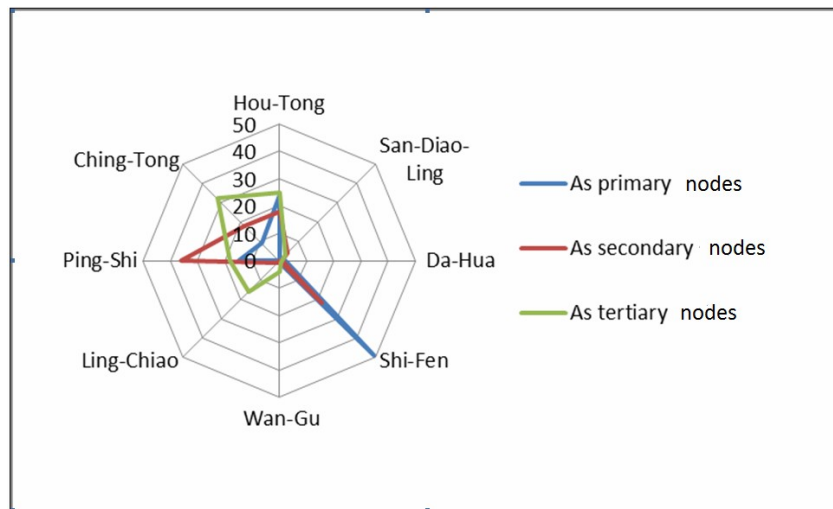 Hou-Tong
50
40
30
20
10
0
San-Diao-
Ling
Da-Hua
Shi-Fen
Wan-Gu
Ling-Chiao
Ping-Shi
Ching-Tong
As primary nodes
As secondary nodes
As tertiary nodes